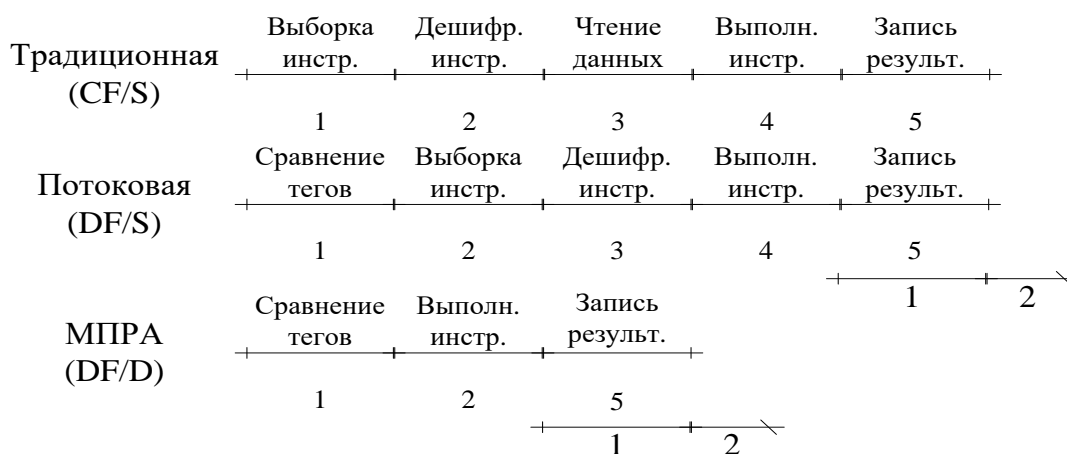 Традиционная
(CF/S)
Выборка инстр.
Дешифр. инстр.
Чтение данных
Выполн. инстр.
Запись результ.
1 2 3 4 5
Потоковая
(DF/S)
Сравнение тегов
Выборка инстр.
Дешифр. инстр.
Выполн. инстр.
Запись результ.
1 2 3 4 5
1 2
МПРА
(DF/D)
Сравнение тегов
Выполн. инстр.
Запись результ.
1 2 5
1 2